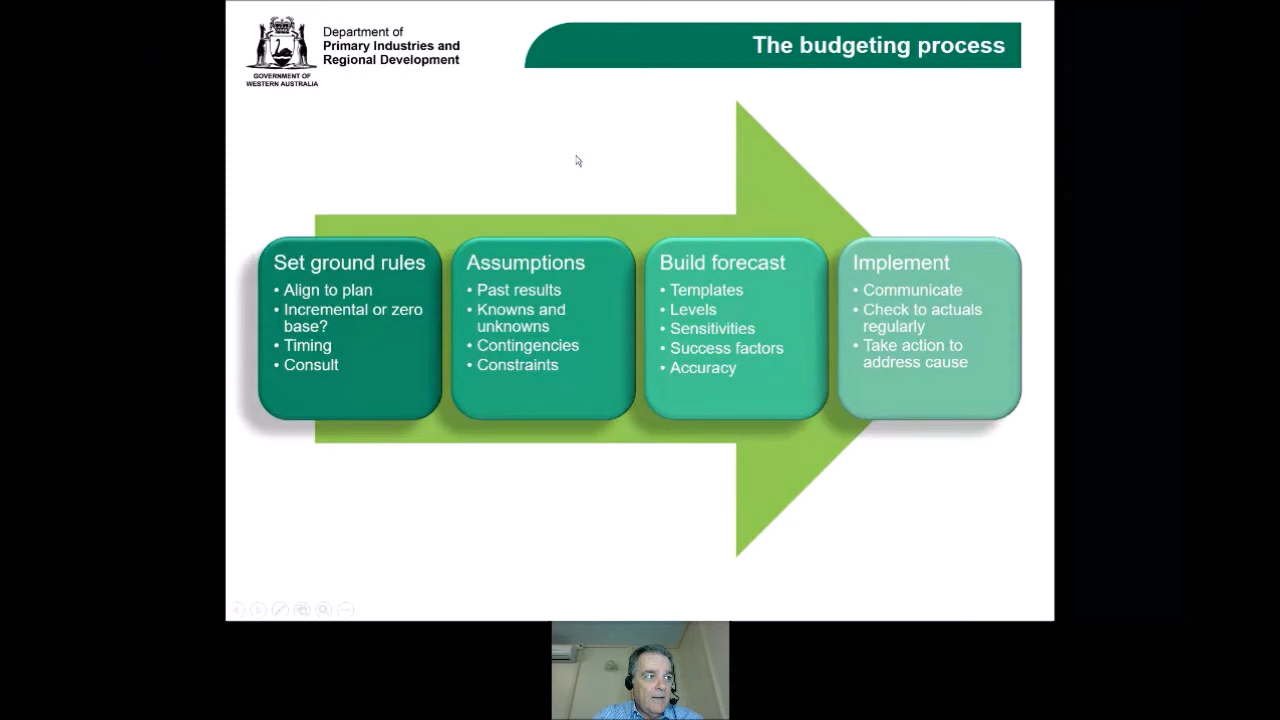 Department of
Primary Industries and
Regional Development
GOVERNMENT OF
WESTERN AUSTRALIA
The budgeting process
Set ground rules
• Align to plan
• Incremental or zero
base?
• Timing
• Consult
Assumptions
• Past results
• Knowns and
unknowns
• Contingencies
• Constraints
Build forecast
• Templates
• Levels
• Sensitivities
• Success factors
• Accuracy
Implement
• Communicate
• Check to actuals
regularly
• Take action to
address cause